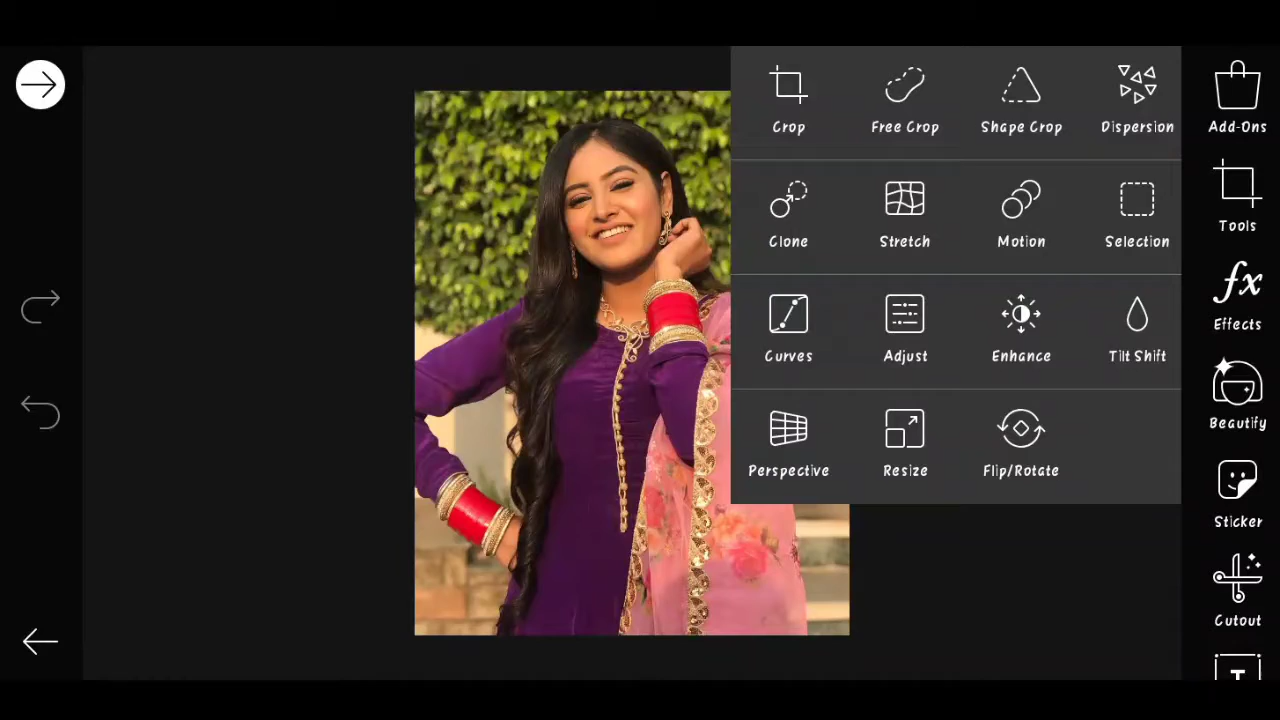 Crop Free Crop Shape Crop Dispersion
Clone Stretch Motion Selection
Curves Adjust Enhance Tilt Shift
Perspective Resize Flip/Rotate
Add-Ons
Tools
fx
Effects
Beautify
Sticker
Cutout
T